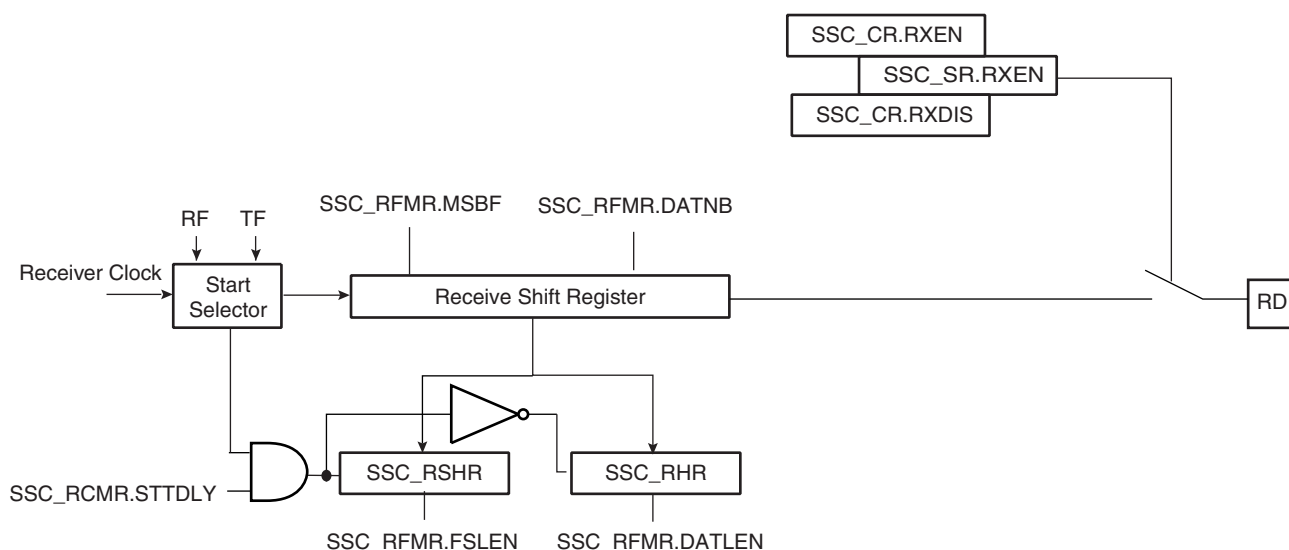 SSC_CR.RXEN
SSC_SR.RXEN
SSC_CR.RXDIS
SSC_RFMR.MSBF
SSC_RFMR.DATNB
RF
TF
Receiver Clock
Start
Selector
Receive Shift Register
RD
SSC_RSHR
SSC_RHR
SSC_RCMR.STTDLY
SSC_RFMR.FSLEN
SSC_RFMR.DATLEN